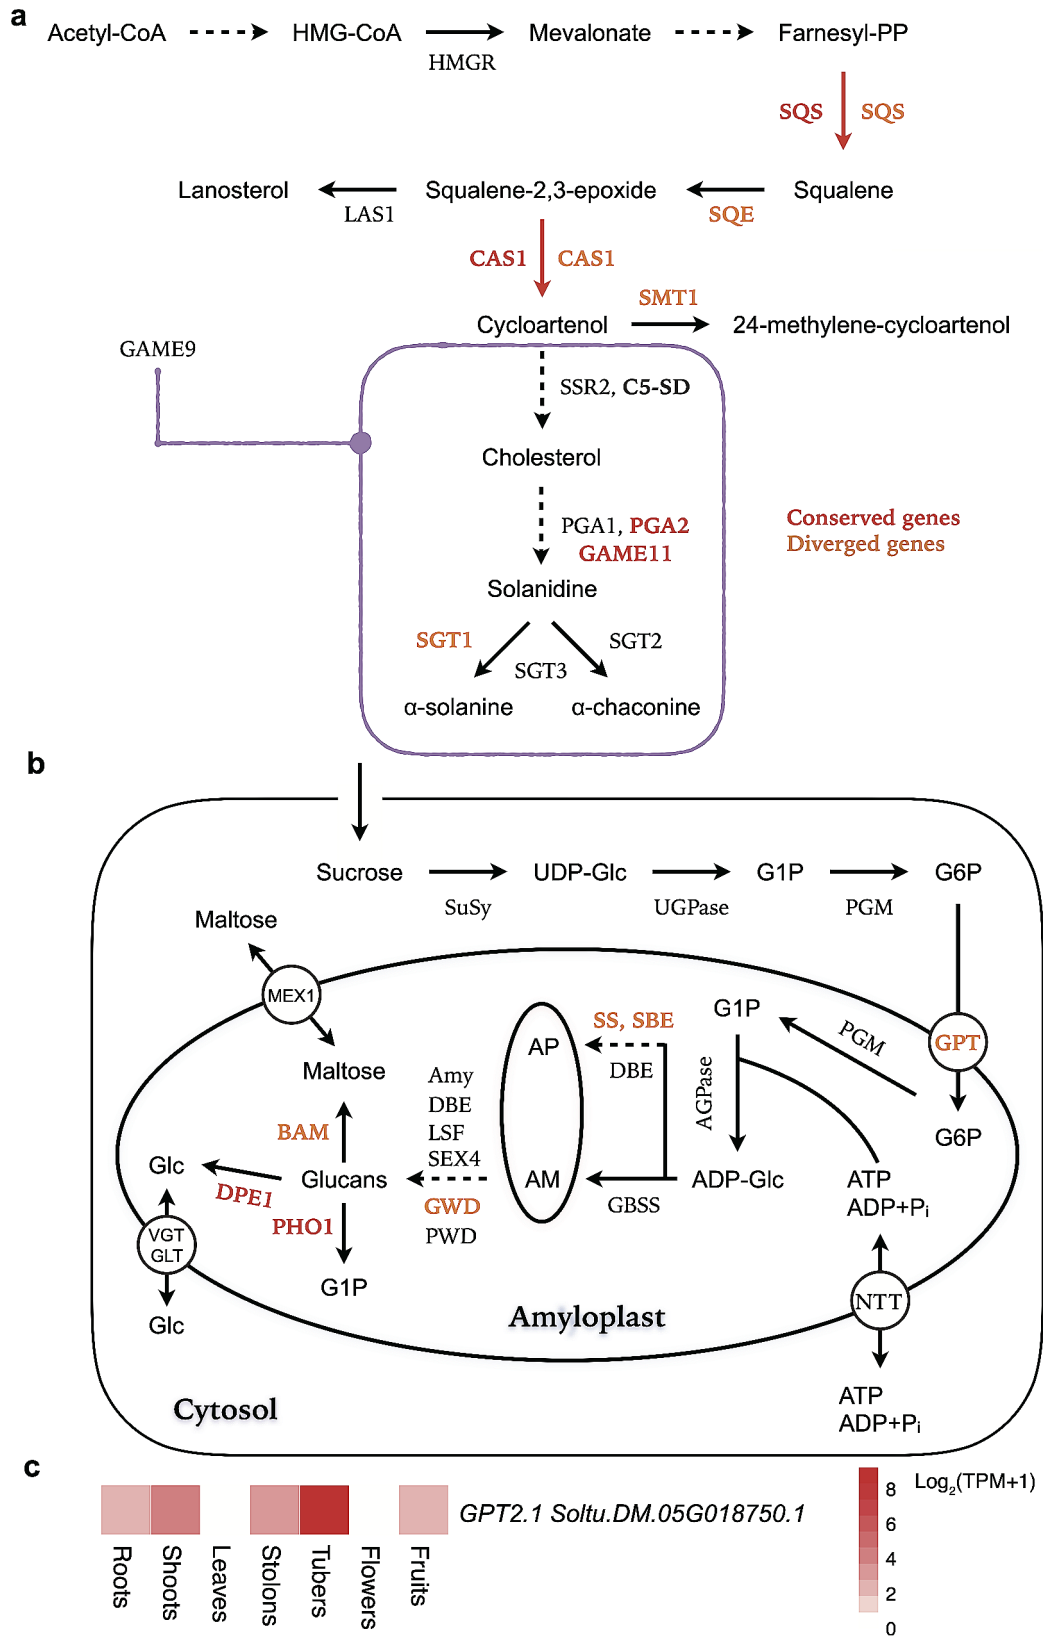 a
Acetyl-CoA HMG-CoA Mevalonate Farnesyl-PP
HMGR
SQS SQS
Lanosterol Squalene-2,3-epoxide Squalene
LAS1 SQE
CAS1 CAS1
SMT1
Cycloartenol 24-methylene-cycloartenol
GAME9
SSR2, C5-SD
Cholesterol
Conserved genes
Diverged genes
PGA1, PGA2
GAME11
Solanidine
SGT1 SGT2
SGT3
α-solanine α-chaconine
b
Sucrose UDP-Glc G1P G6P
SuSy UGPase PGM
Maltose
MEX1
G1P
PGM
GPT
SS, SBE
AP
DBE
AGPase
Maltose
Amy
DBE
LSF
SEX4
BAM
G6P
Glc
Glucans
AM
ADP-Glc
ATP
ADP+Pi
DPE1
GWD
GBSS
PHO1
PWD
VGT
GLT
G1P
NTT
Amyloplast
Glc
Cytosol
ATP
ADP+Pi
c
GPT2.1 Soltu.DM.05G018750.1
Roots
Shoots
Leaves
Stolons
Tubers
Flowers
Fruits
Log2(TPM+1)
8
6
4
2
0